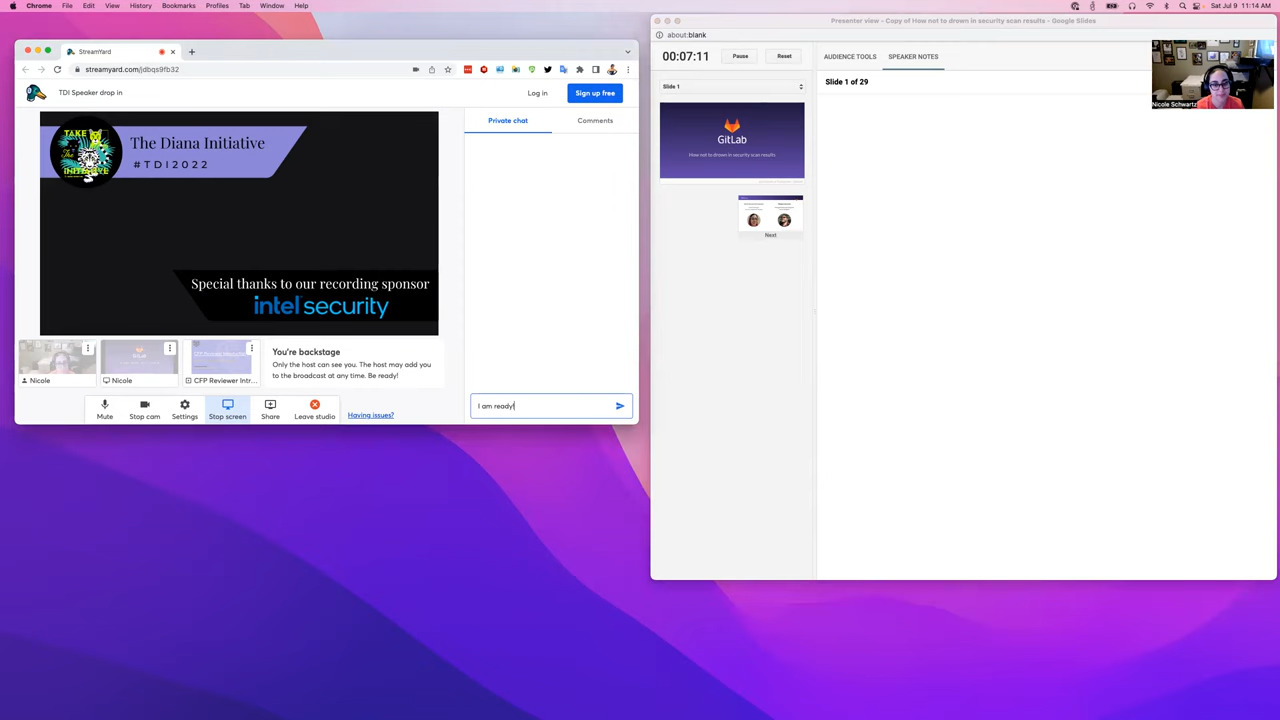 Chrome File Edit View History Bookmarks Profiles Tab Window Help
Sat Jul 9 11:14 AM
StreamYard
streamyard.com/jdbqs9fb32
TDI Speaker drop in
Log in
Sign up free
TAKE
The
INITIATIVE
The Diana Initiative
#TDI2022
Special thanks to our recording sponsor
intel security
Private chat
Comments
Nicole
Nicole
CFP Reviewer Intr...
You're backstage
Only the host can see you. The host may add you
to the broadcast at any time. Be ready!
I am ready!
Mute
Stop cam
Settings
Stop screen
Share
Leave studio
Having issues?
Presenter view - Copy of How not to drown in security scan results - Google Slides
about:blank
00:07:11
Pause
Reset
AUDIENCE TOOLS
SPEAKER NOTES
Slide 1
Slide 1 of 29
GitLab
How not to drown in security scan results
Next
Nicole Schwartz